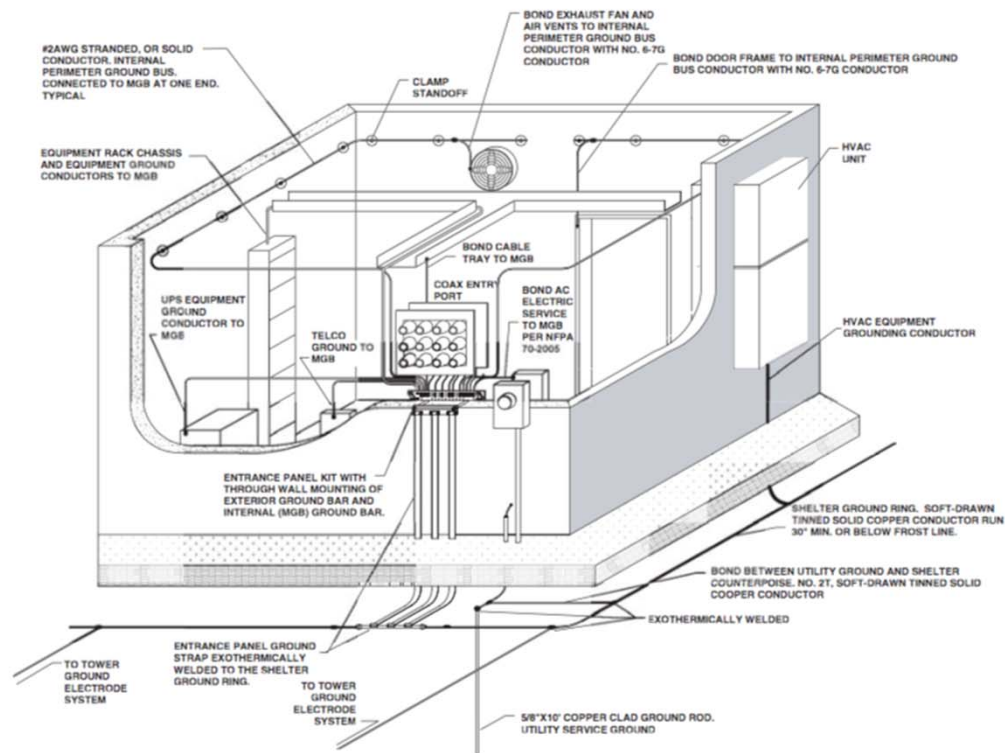 BOND EXHAUST FAN AND
AIR VENTS TO INTERNAL
PERIMETER GROUND BUS
CONDUCTOR WITH NO. 6-7G
CONDUCTOR
BOND DOOR FRAME TO INTERNAL PERIMETER GROUND
BUS CONDUCTOR WITH NO. 6-7G CONDUCTOR
#2AWG STRANDED, OR SOLID
CONDUCTOR. INTERNAL
PERIMETER GROUND BUS.
CONNECTED TO MGB AT ONE END.
TYPICAL
CLAMP
STANDOFF
EQUIPMENT RACK CHASSIS
AND EQUIPMENT GROUND
CONDUCTORS TO MGB
HVAC
UNIT
BOND CABLE
TRAY TO MGB
COAX ENTRY
PORT
BOND AC
ELECTRIC
SERVICE
TO MGB
PER NFPA
70-2005
UPS EQUIPMENT
GROUND
CONDUCTOR TO
MGB
TELCO
GROUND TO
MGB
HVAC EQUIPMENT
GROUNDING CONDUCTOR
ENTRANCE PANEL KIT WITH
THROUGH WALL MOUNTING OF
EXTERIOR GROUND BAR AND
INTERNAL (MGB) GROUND BAR.
SHELTER GROUND RING. SOFT-DRAWN
TINNED SOLID COPPER CONDUCTOR RUN
30" MIN. OR BELOW FROST LINE.
BOND BETWEEN UTILITY GROUND AND SHELTER
COUNTERPOISE. NO. 2T, SOFT-DRAWN TINNED SOLID
COOPER CONDUCTOR
EXOTHERMICALLY WELDED
ENTRANCE PANEL GROUND
STRAP EXOTHERMICALLY
WELDED TO THE SHELTER
GROUND RING.
TO TOWER
GROUND
ELECTRODE
SYSTEM
TO TOWER
GROUND
ELECTRODE
SYSTEM
5/8"X10' COPPER CLAD GROUND ROD.
UTILITY SERVICE GROUND